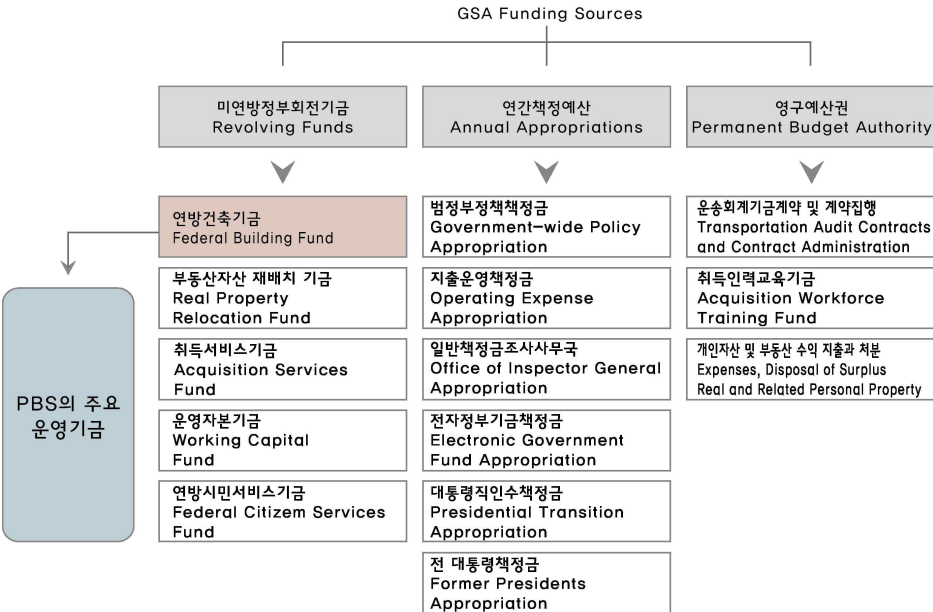 GSA Funding Sources
미연방정부회전기금
Revolving Funds
연방건축기금
Federal Building Fund
부동산자산 재배치 기금
Real Property
Relocation Fund
취득서비스기금
Acquisition Services
Fund
운영자본기금
Working Capital
Fund
연방시민서비스기금
Federal Citizem Services
Fund
PBS의 주요
운영기금
연간책정예산
Annual Appropriations
범정부정책책정금
Government-wide Policy
Appropriation
지출운영책정금
Operating Expense
Appropriation
일반책정금조사사무국
Office of Inspector General
Appropriation
전자정부기금책정금
Electronic Government
Fund Appropriation
대통령직인수책정금
Presidential Transition
Appropriation
전 대통령책정금
Former Presidents
Appropriation
영구예산권
Permanent Budget Authority
운송회계기금계약 및 계약집행
Transportation Audit Contracts
and Contract Administration
취득인력교육기금
Acquisition Workforce
Training Fund
개인자산 및 부동산 수익 지출과 처분
Expenses, Disposal of Surplus
Real and Related Personal Property